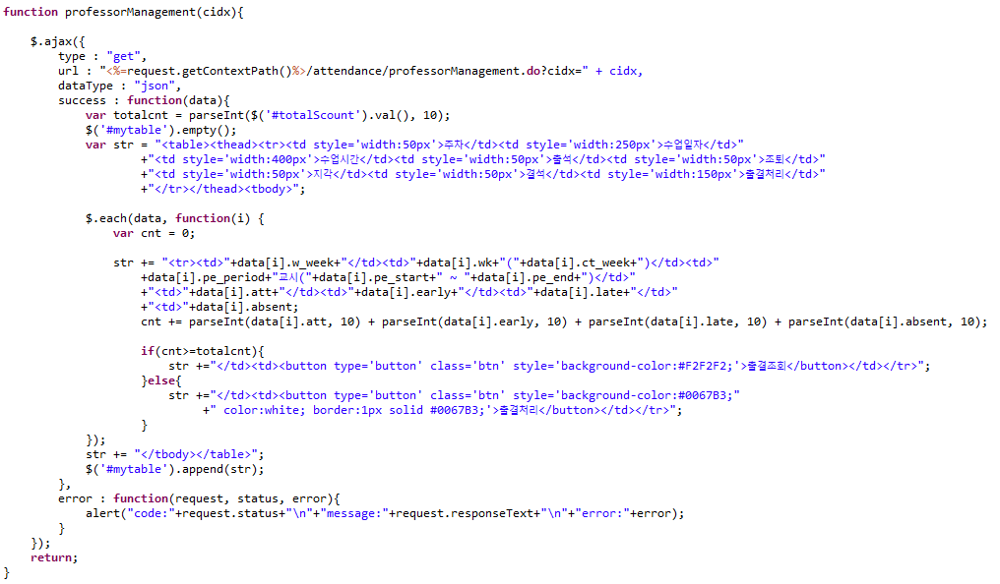 function professorManagement(cidx){
$.ajax({
type : "get",
url : "<%=request.getContextPath()%>/attendance/professorManagement.do?cidx=" + cidx,
dataType : "json",
success : function(data){
var totalcnt = parseInt($('#totalScount').val(), 10);
$('#mytable').empty();
var str = "<table><thead><tr><td style='width:50px'>주차</td><td style='width:250px'>수업일자</td>"
+"<td style='width:400px'>수업시간</td><td style='width:50px'>출석</td><td style='width:50px'>조퇴</td>"
+"<td style='width:50px'>지각</td><td style='width:50px'>결석</td><td style='width:150px'>출결처리</td>"
+"</tr></thead><tbody>";
$.each(data, function(i) {
var cnt = 0;
str += "<tr><td>"+data[i].w_week+"</td><td>"+data[i].wk+"("+data[i].ct_week+")</td><td>"
+data[i].pe_period+"교시("+data[i].pe_start+" ~ "+data[i].pe_end+")</td>"
+"<td>"+data[i].att+"</td><td>"+data[i].early+"</td><td>"+data[i].late+"</td>"
+"<td>"+data[i].absent;
cnt += parseInt(data[i].att, 10) + parseInt(data[i].early, 10) + parseInt(data[i].late, 10) + parseInt(data[i].absent, 10);
if(cnt>=totalcnt){
str +="</td><td><button type='button' class='btn' style='background-color:#F2F2F2;'>출결조회</button></td></tr>";
}else{
str +="</td><td><button type='button' class='btn' style='background-color:#0067B3;"
+" color:white; border:1px solid #0067B3;'>출결처리</button></td></tr>";
}
});
str += "</tbody></table>";
$('#mytable').append(str);
},
error : function(request, status, error){
alert("code:"+request.status+"\n"+"message:"+request.responseText+"\n"+"error:"+error);
}
});
return;
}